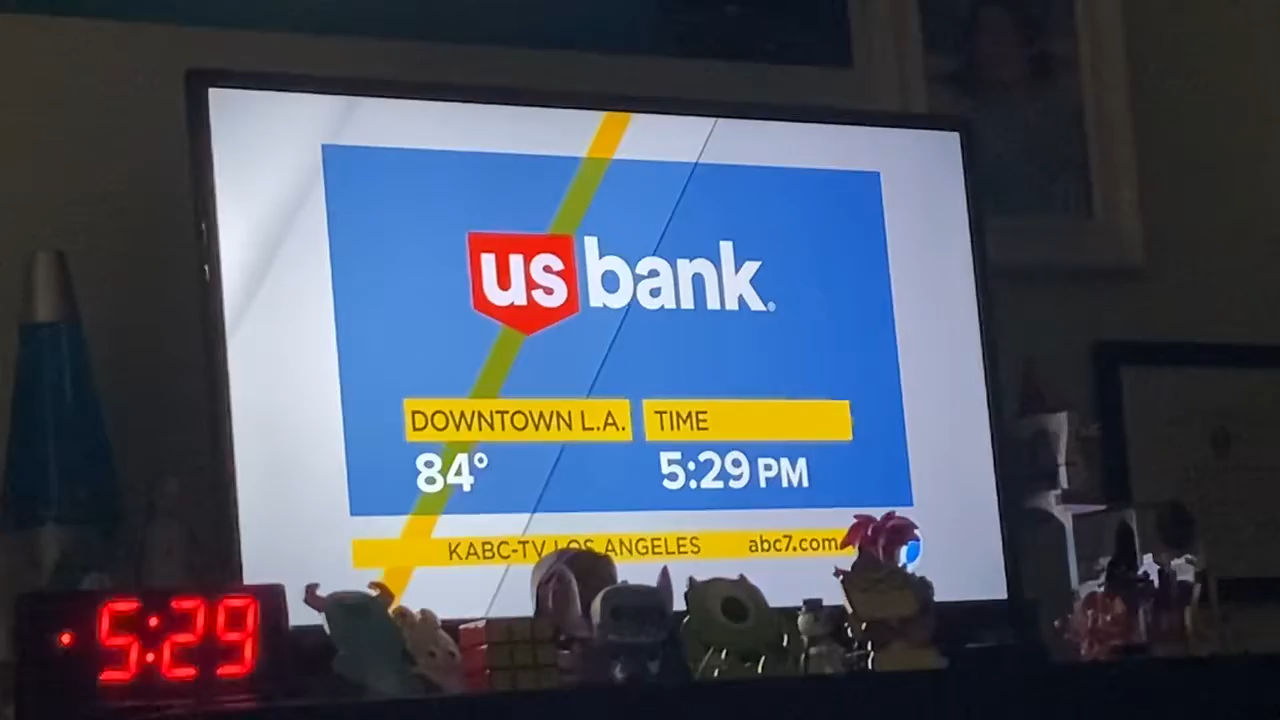 us bank.
DOWNTOWN L.A. TIME
84° 5:29 PM
KABC-TV LOS ANGELES abc7.com
5:29